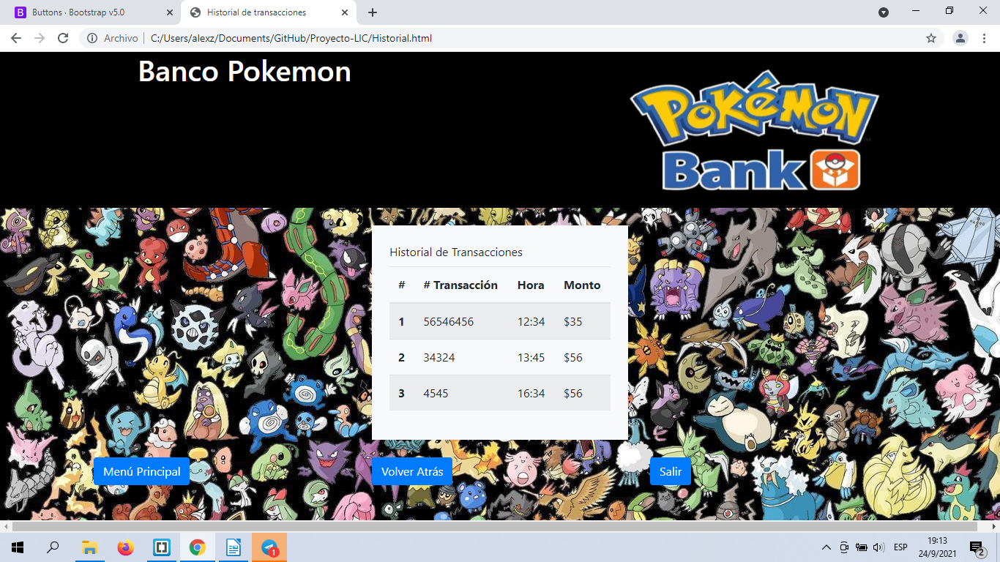 Buttons · Bootstrap v5.0
Historial de transacciones
Archivo C:/Users/alexz/Documents/GitHub/Proyecto-LIC/Historial.html
Banco Pokemon
POKéMON
Bank
Historial de Transacciones
# # Transacción Hora Monto
1 56546456 12:34 $35
2 34324 13:45 $56
3 4545 16:34 $56
Menú Principal Volver Atrás Salir
1
ESP
19:13
24/9/2021
2